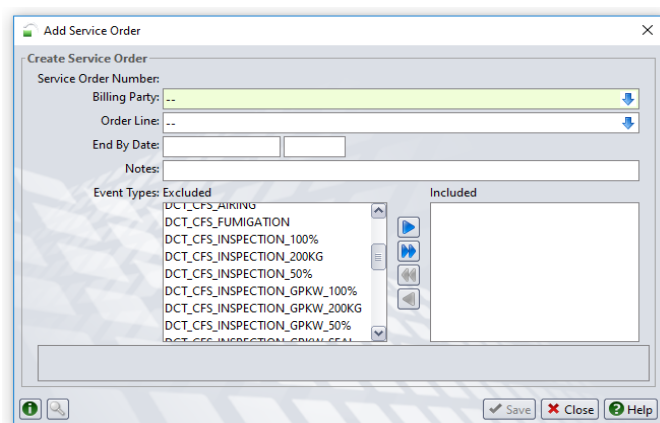 Add Service Order
Create Service Order
Service Order Number:
Billing Party: --
Order Line: --
End By Date:
Notes:
Event Types: Excluded Included
DCT_CFS_AIRING
DCT_CFS_FUMIGATION
DCT_CFS_INSPECTION_100%
DCT_CFS_INSPECTION_200KG
DCT_CFS_INSPECTION_50%
DCT_CFS_INSPECTION_GPKW_100%
DCT_CFS_INSPECTION_GPKW_200KG
DCT_CFS_INSPECTION_GPKW_50%
DCT_CFS_INSPECTION_GPKW_SEAL
Save Close Help